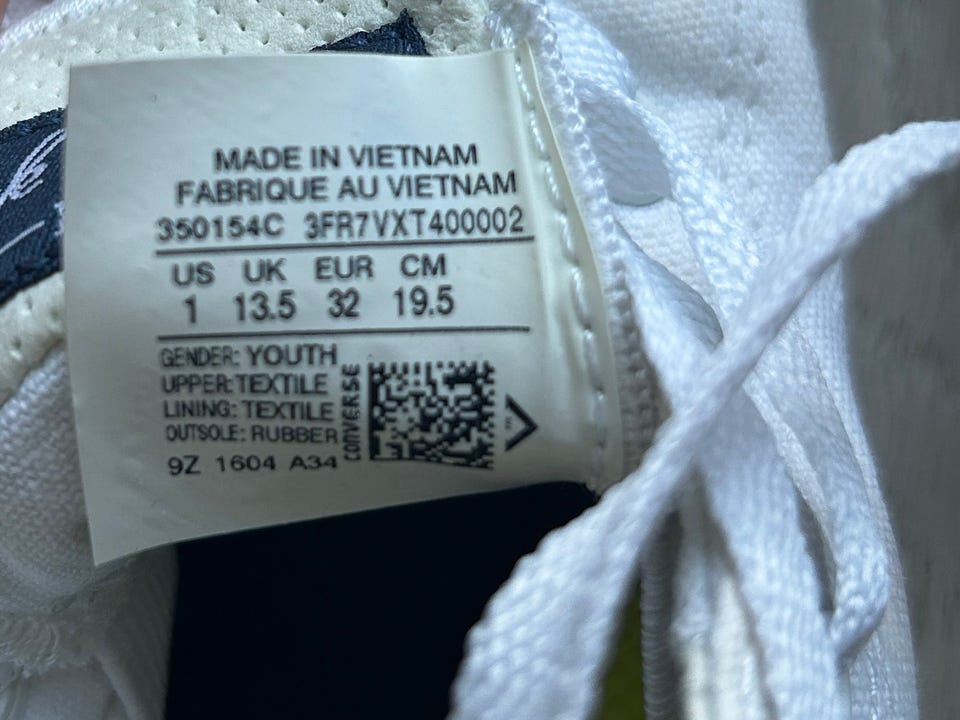 MADE IN VIETNAM
FABRIQUE AU VIETNAM
350154C 3FR7VXT400002
US UK EUR CM
1 13.5 32 19.5
GENDER: YOUTH
UPPER: TEXTILE
LINING: TEXTILE
OUTSOLE: RUBBER
9Z 1604 A34
CONVERSE